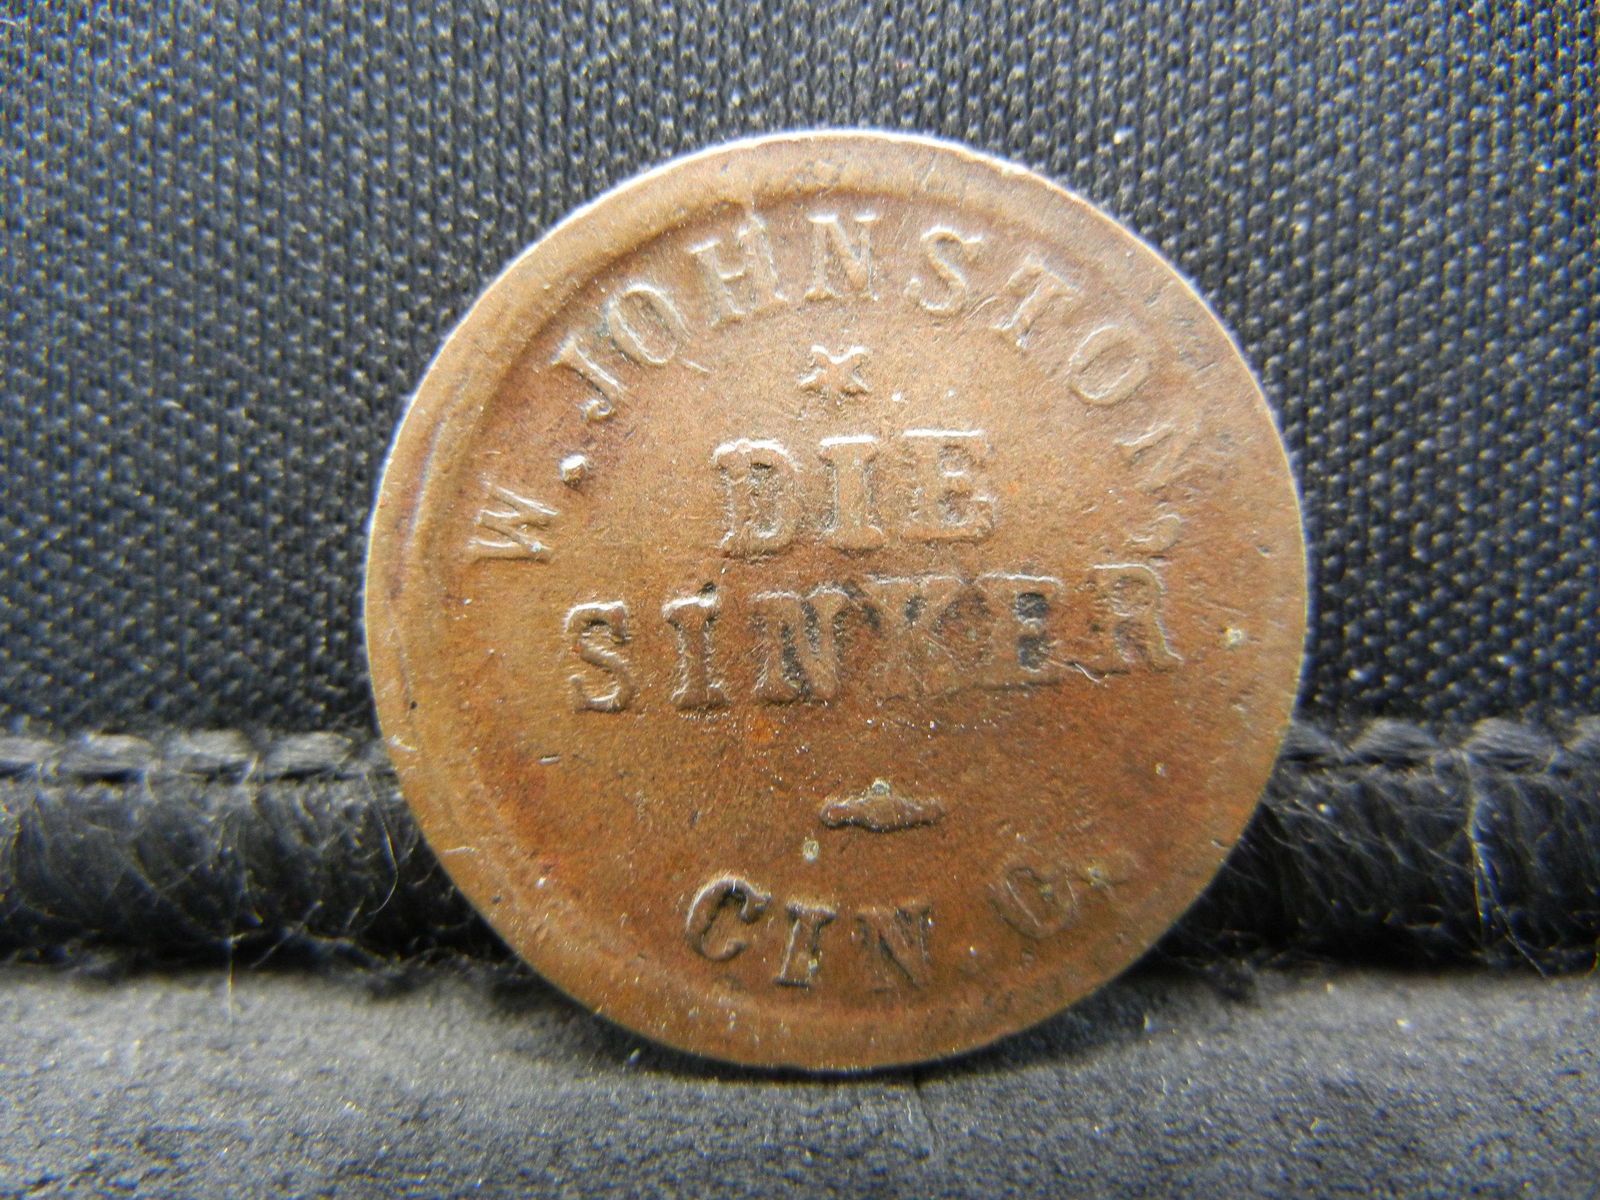 W. JOHNSTON
DIE
SINKER
CIN